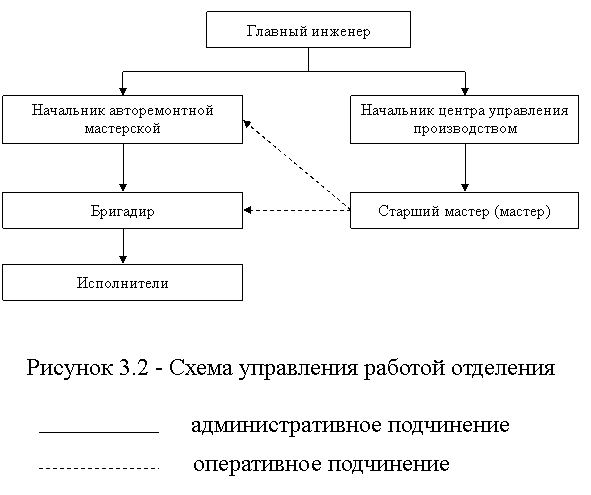 Главный инженер
Начальник авторемонтной
мастерской
Начальник центра управления
производством
Бригадир
Старший мастер (мастер)
Исполнители
Рисунок 3.2 - Схема управления работой отделения
административное подчинение
оперативное подчинение